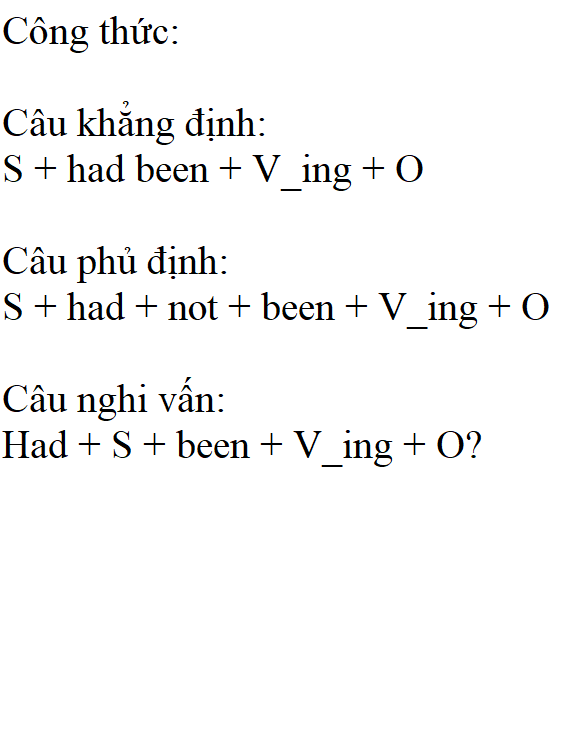 Công thức:
Câu khẳng định:
S + had been + V_ing + O
Câu phủ định:
S + had + not + been + V_ing + O
Câu nghi vấn:
Had + S + been + V_ing + O?